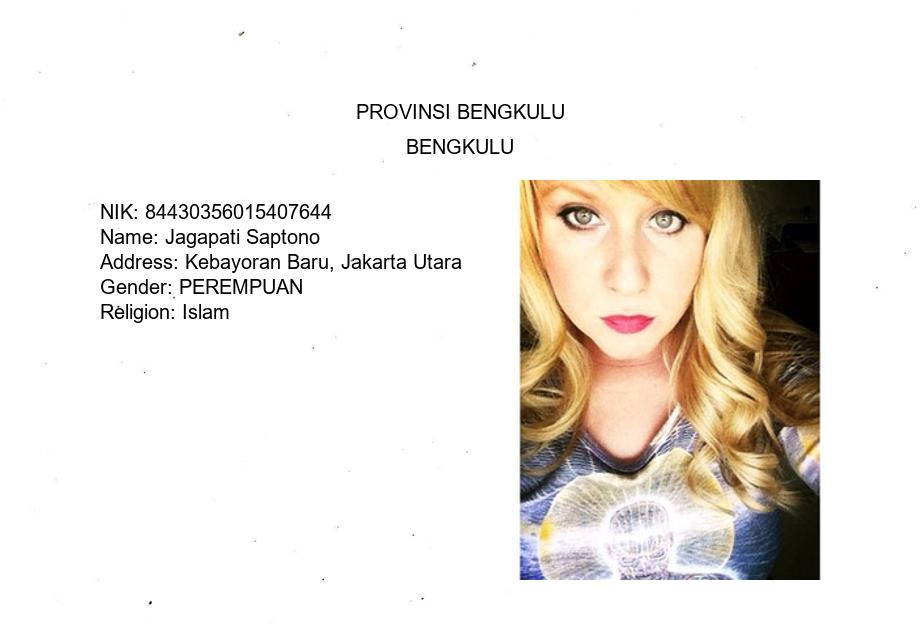 PROVINSI BENGKULU
BENGKULU
NIK: 84430356015407644
Name: Jagapati Saptono
Address: Kebayoran Baru, Jakarta Utara
Gender: PEREMPUAN
Religion: Islam